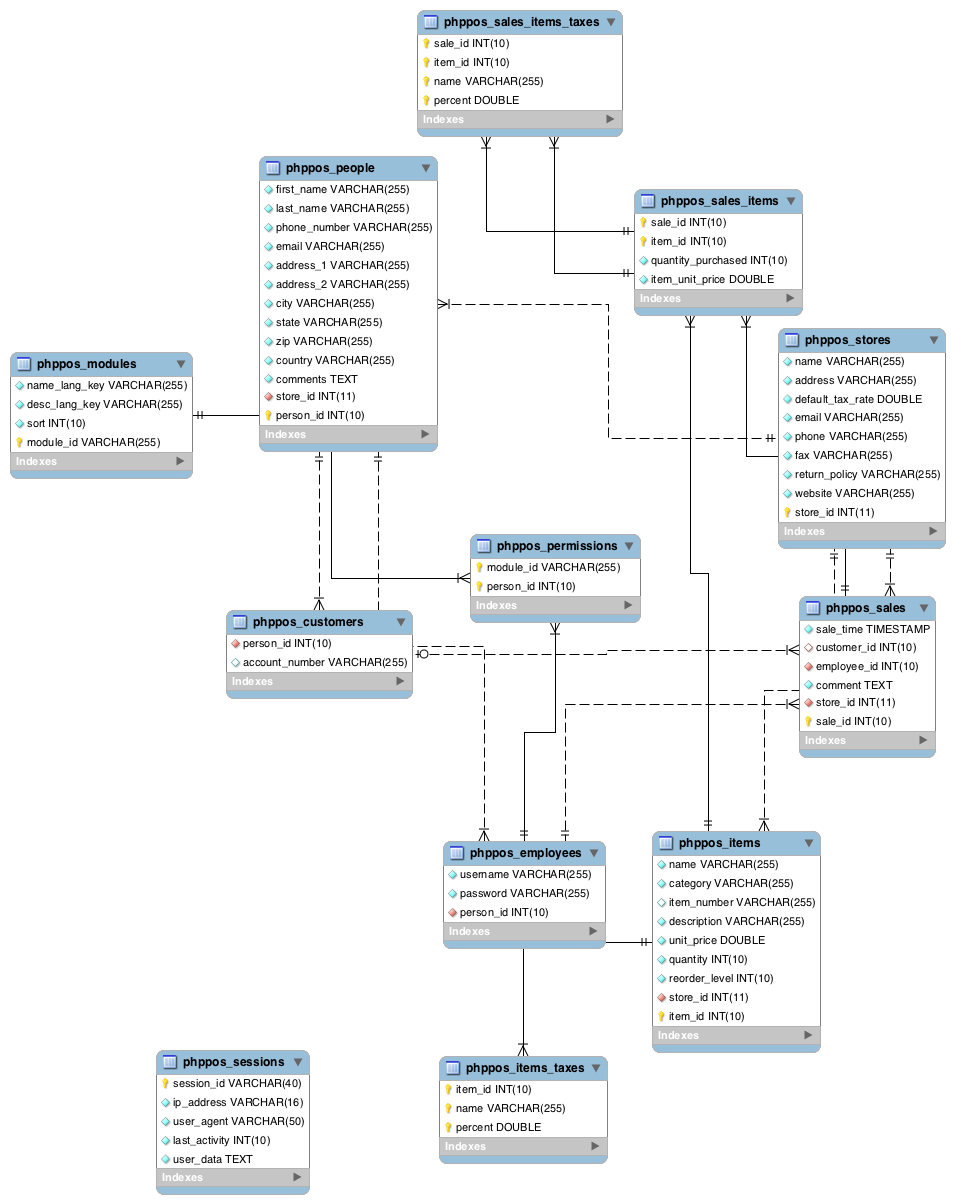 phppos_sales_items_taxes
sale_id INT(10)
item_id INT(10)
name VARCHAR(255)
percent DOUBLE
Indexes
phppos_people
first_name VARCHAR(255)
last_name VARCHAR(255)
phone_number VARCHAR(255)
email VARCHAR(255)
address_1 VARCHAR(255)
address_2 VARCHAR(255)
city VARCHAR(255)
state VARCHAR(255)
zip VARCHAR(255)
country VARCHAR(255)
comments TEXT
store_id INT(11)
person_id INT(10)
Indexes
phppos_sales_items
sale_id INT(10)
item_id INT(10)
quantity_purchased INT(10)
item_unit_price DOUBLE
Indexes
phppos_stores
name VARCHAR(255)
address VARCHAR(255)
default_tax_rate DOUBLE
email VARCHAR(255)
phone VARCHAR(255)
fax VARCHAR(255)
return_policy VARCHAR(255)
website VARCHAR(255)
store_id INT(11)
Indexes
phppos_modules
name_lang_key VARCHAR(255)
desc_lang_key VARCHAR(255)
sort INT(10)
module_id VARCHAR(255)
Indexes
phppos_permissions
module_id VARCHAR(255)
person_id INT(10)
Indexes
phppos_customers
person_id INT(10)
account_number VARCHAR(255)
Indexes
phppos_sales
sale_time TIMESTAMP
customer_id INT(10)
employee_id INT(10)
comment TEXT
store_id INT(11)
sale_id INT(10)
Indexes
phppos_employees
username VARCHAR(255)
password VARCHAR(255)
person_id INT(10)
Indexes
phppos_items
name VARCHAR(255)
category VARCHAR(255)
item_number VARCHAR(255)
description VARCHAR(255)
unit_price DOUBLE
quantity INT(10)
reorder_level INT(10)
store_id INT(11)
item_id INT(10)
Indexes
phppos_sessions
session_id VARCHAR(40)
ip_address VARCHAR(16)
user_agent VARCHAR(50)
last_activity INT(10)
user_data TEXT
Indexes
phppos_items_taxes
item_id INT(10)
name VARCHAR(255)
percent DOUBLE
Indexes